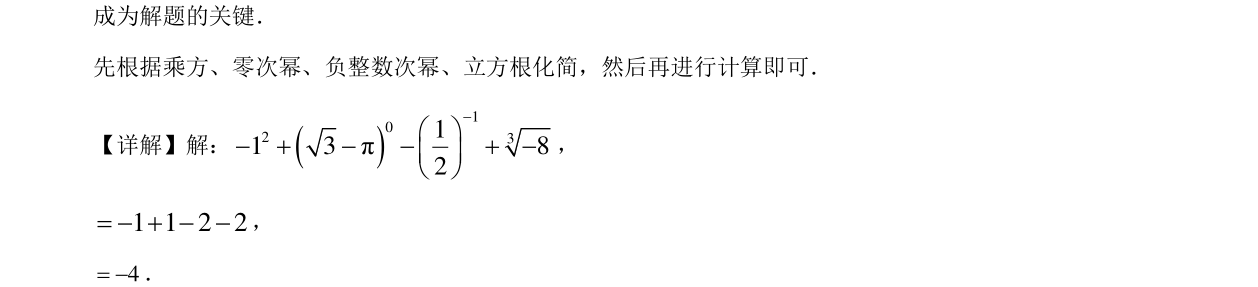 成为解题的关键．
先根据乘方、零次幂、负整数次幂、立方根化简，然后再进行计算即可．
【详解】解：$-1^2+\left(\sqrt{3}-\pi\right)^0-\left(\frac{1}{2}\right)^{-1}+\sqrt[3]{-8}$，
$=-1+1-2-2$，
$=-4$．